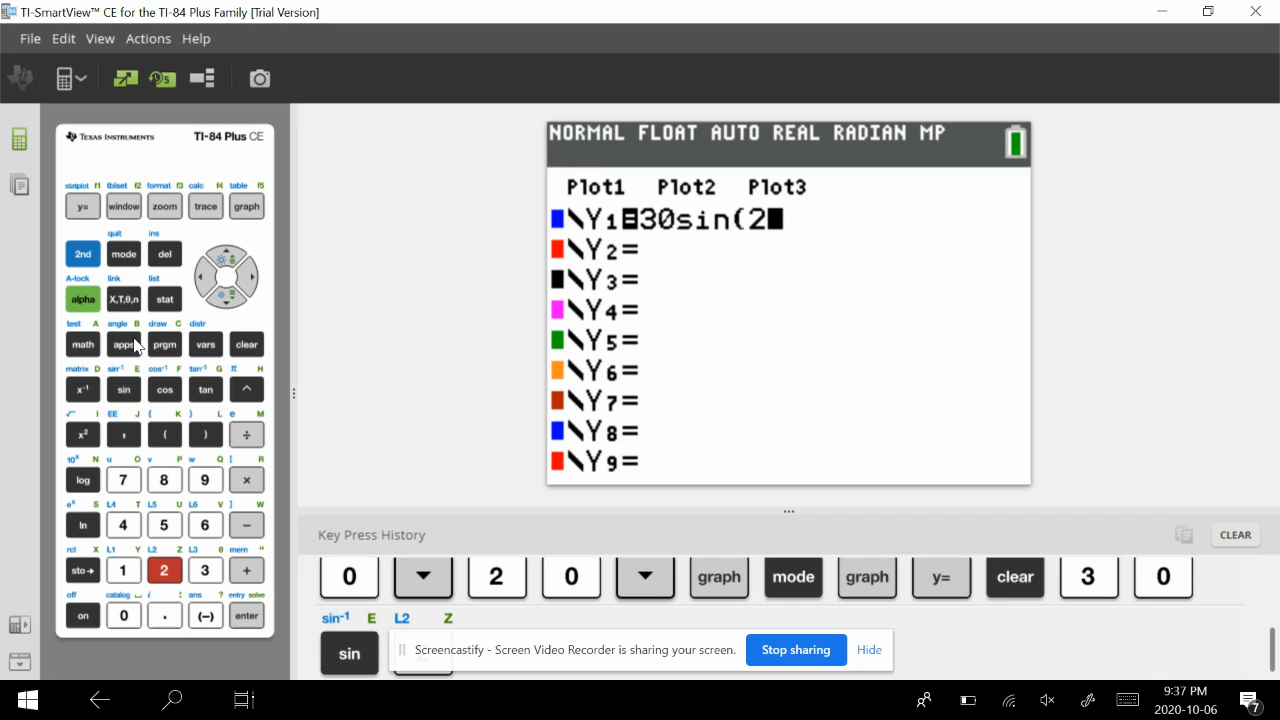 TI-SmartView™ CE for the TI-84 Plus Family [Trial Version]
File Edit View Actions Help
TEXAS INSTRUMENTS TI-84 Plus CE
statplot f1 tblset f2 format f3 calc f4 table f5
y= window zoom trace graph
quit ins
2nd mode del
A-lock link list
alpha X,T,θ,n stat
test A angle B draw C distr
math apps prgm vars clear
matrix D sin⁻¹ E cos⁻¹ F tan⁻¹ G π H
x⁻¹ sin cos tan ^
√ I EE J { K } L e M
x² , ( ) ÷
10ˣ N u O v P w Q [ R
log 7 8 9 ×
eˣ S L4 T L5 U L6 V ] W
ln 4 5 6 −
rcl X L1 Y L2 Z L3 θ mem "
sto→ 1 2 3 +
off catalog i : ans ? entry solve
on 0 . (−) enter
NORMAL FLOAT AUTO REAL RADIAN MP
Plot1 Plot2 Plot3
\Y1=30sin(2
\Y2=
\Y3=
\Y4=
\Y5=
\Y6=
\Y7=
\Y8=
\Y9=
Key Press History
CLEAR
0 2 0 graph mode graph y= clear 3 0
sin⁻¹ E L2 Z
sin
Screencastify - Screen Video Recorder is sharing your screen. Stop sharing Hide
9:37 PM
2020-10-06
7